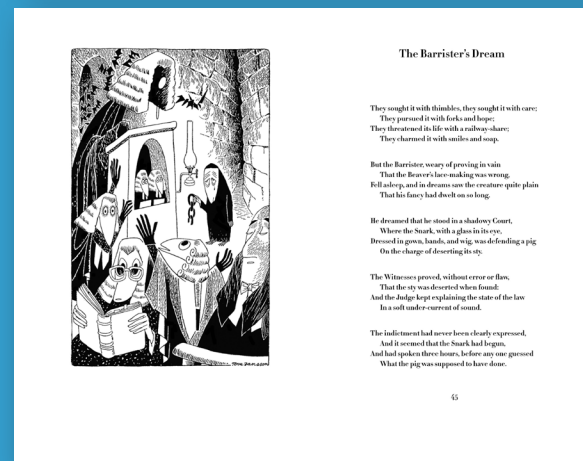 The Barrister's Dream
They sought it with thimbles, they sought it with care;
They pursued it with forks and hope;
They threatened its life with a railway-share;
They charmed it with smiles and soap.
But the Barrister, weary of proving in vain
That the Beaver's lace-making was wrong,
Fell asleep, and in dreams saw the creature quite plain
That his fancy had dwelt on so long.
He dreamed that he stood in a shadowy Court,
Where the Snark, with a glass in its eye,
Dressed in gown, bands, and wig, was defending a pig
On the charge of deserting its sty.
The Witnesses proved, without error or flaw,
That the sty was deserted when found:
And the Judge kept explaining the state of the law
In a soft under-current of sound.
The indictment had never been clearly expressed,
And it seemed that the Snark had begun,
And had spoken three hours, before any one guessed
What the pig was supposed to have done.
45